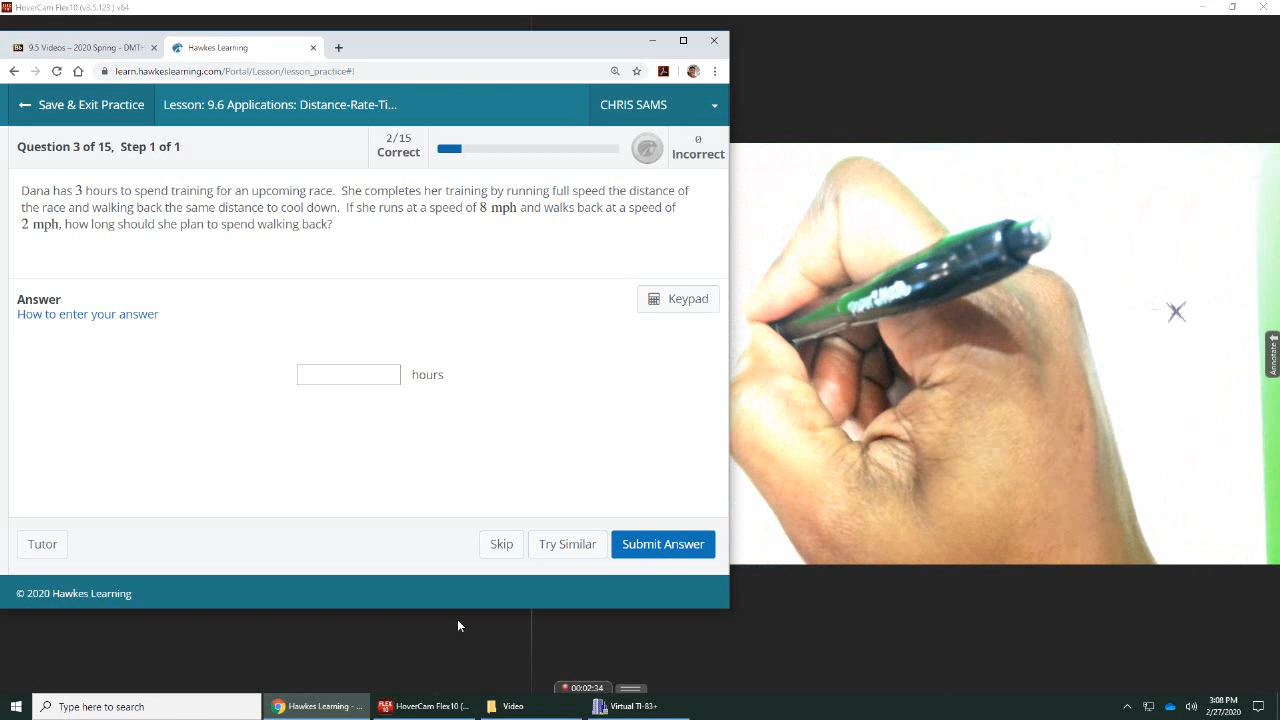 HoverCam Flex10 (v3.5.123 ) x64
9.5 Videos – 2020 Spring - DMTH
Hawkes Learning
learn.hawkeslearning.com/Portal/Lesson/lesson_practice#!
Save & Exit Practice
Lesson: 9.6 Applications: Distance-Rate-Ti...
CHRIS SAMS
Question 3 of 15, Step 1 of 1
2/15
Correct
0
Incorrect
Dana has 3 hours to spend training for an upcoming race. She completes her training by running full speed the distance of
the race and walking back the same distance to cool down. If she runs at a speed of 8 mph and walks back at a speed of
2 mph, how long should she plan to spend walking back?
Answer
How to enter your answer
Keypad
hours
Tutor
Skip
Try Similar
Submit Answer
© 2020 Hawkes Learning
x
Annotate
00:02:34
Type here to search
Hawkes Learning - ...
FLEX 10
HoverCam Flex10 (...
Video
Virtual TI-83+
3:08 PM
2/27/2020